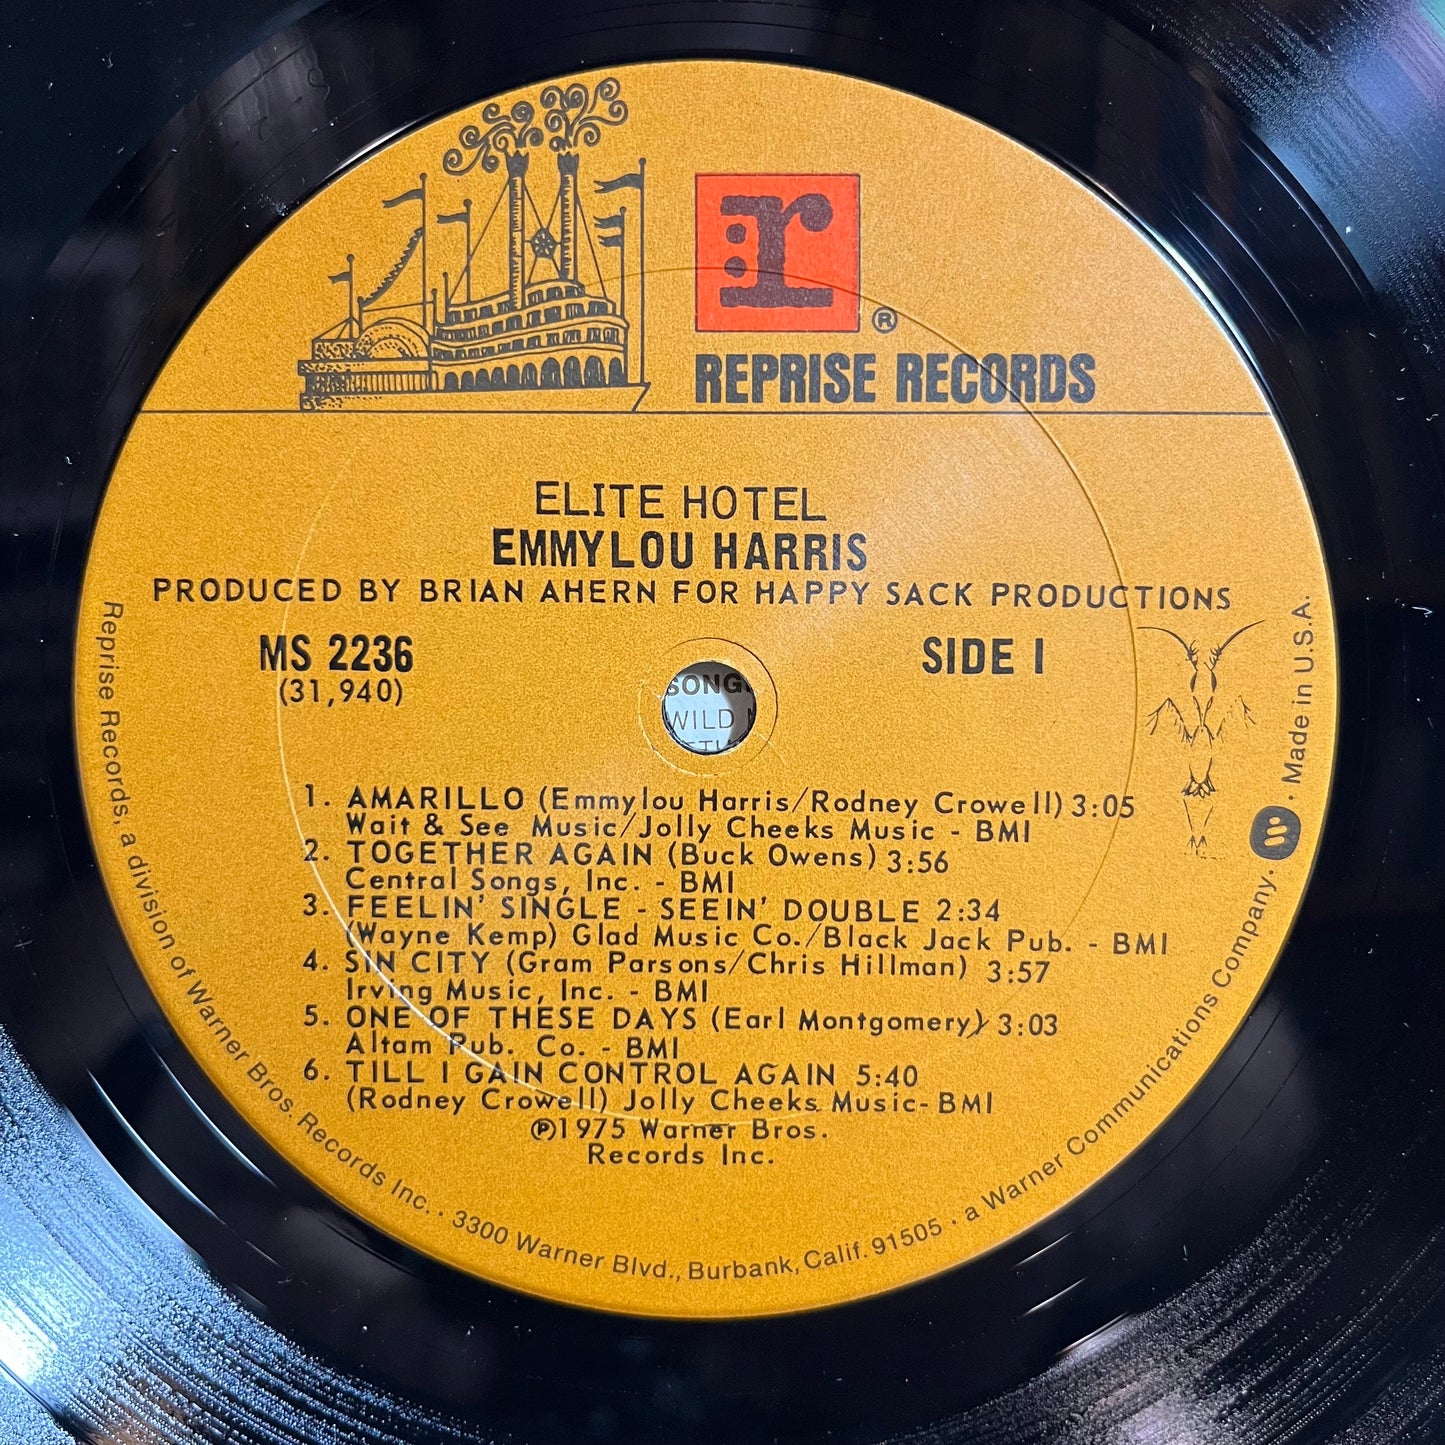 r
®
REPRISE RECORDS
ELITE HOTEL
EMMYLOU HARRIS
PRODUCED BY BRIAN AHERN FOR HAPPY SACK PRODUCTIONS
MS 2236
(31,940)
SIDE 1
SONG
WILD
1. AMARILLO (Emmylou Harris/Rodney Crowell) 3:05
Wait & See Music/Jolly Cheeks Music - BMI
2. TOGETHER AGAIN (Buck Owens) 3:56
Central Songs, Inc. - BMI
3. FEELIN' SINGLE - SEEIN' DOUBLE 2:34
(Wayne Kemp) Glad Music Co./Black Jack Pub. - BMI
4. SIN CITY (Gram Parsons/Chris Hillman) 3:57
Irving Music, Inc. - BMI
5. ONE OF THESE DAYS (Earl Montgomery) 3:03
Altam Pub. Co. - BMI
6. TILL I GAIN CONTROL AGAIN 5:40
(Rodney Crowell) Jolly Cheeks Music- BMI
℗1975 Warner Bros.
Records Inc.
Reprise Records, a division of Warner Bros. Records Inc. · 3300 Warner Blvd., Burbank, Calif. 91505 · a Warner Communications Company · Made in U.S.A.